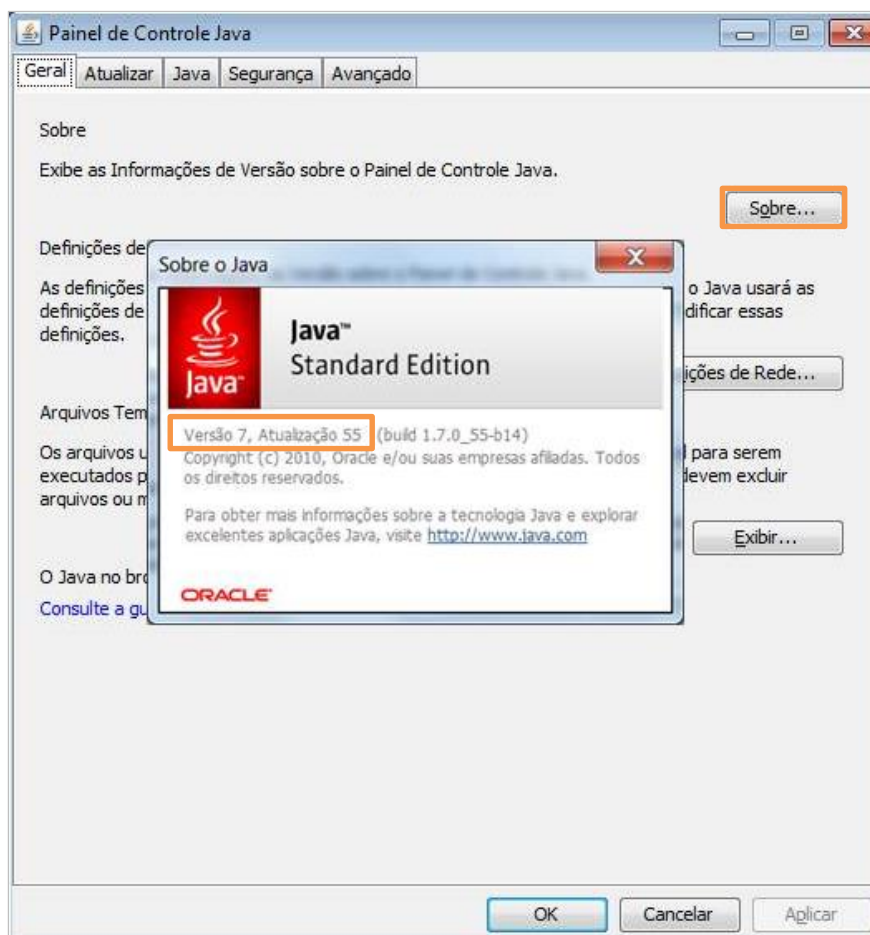 Painel de Controle Java
Geral Atualizar Java Segurança Avançado
Sobre
Exibe as Informações de Versão sobre o Painel de Controle Java.
Sobre...
Definições de
As definições
definições de
definições.
o Java usará as
dificar essas
ições de Rede...
Arquivos Tem
Os arquivos u
executados p
arquivos ou m
para serem
devem excluir
Exibir...
O Java no bro
Consulte a gu
Sobre o Java
Java
Java™
Standard Edition
Versão 7, Atualização 55 (build 1.7.0_55-b14)
Copyright (c) 2010, Oracle e/ou suas empresas afiliadas. Todos
os direitos reservados.
Para obter mais informações sobre a tecnologia Java e explorar
excelentes aplicações Java, visite http://www.java.com
ORACLE
OK Cancelar Aplicar